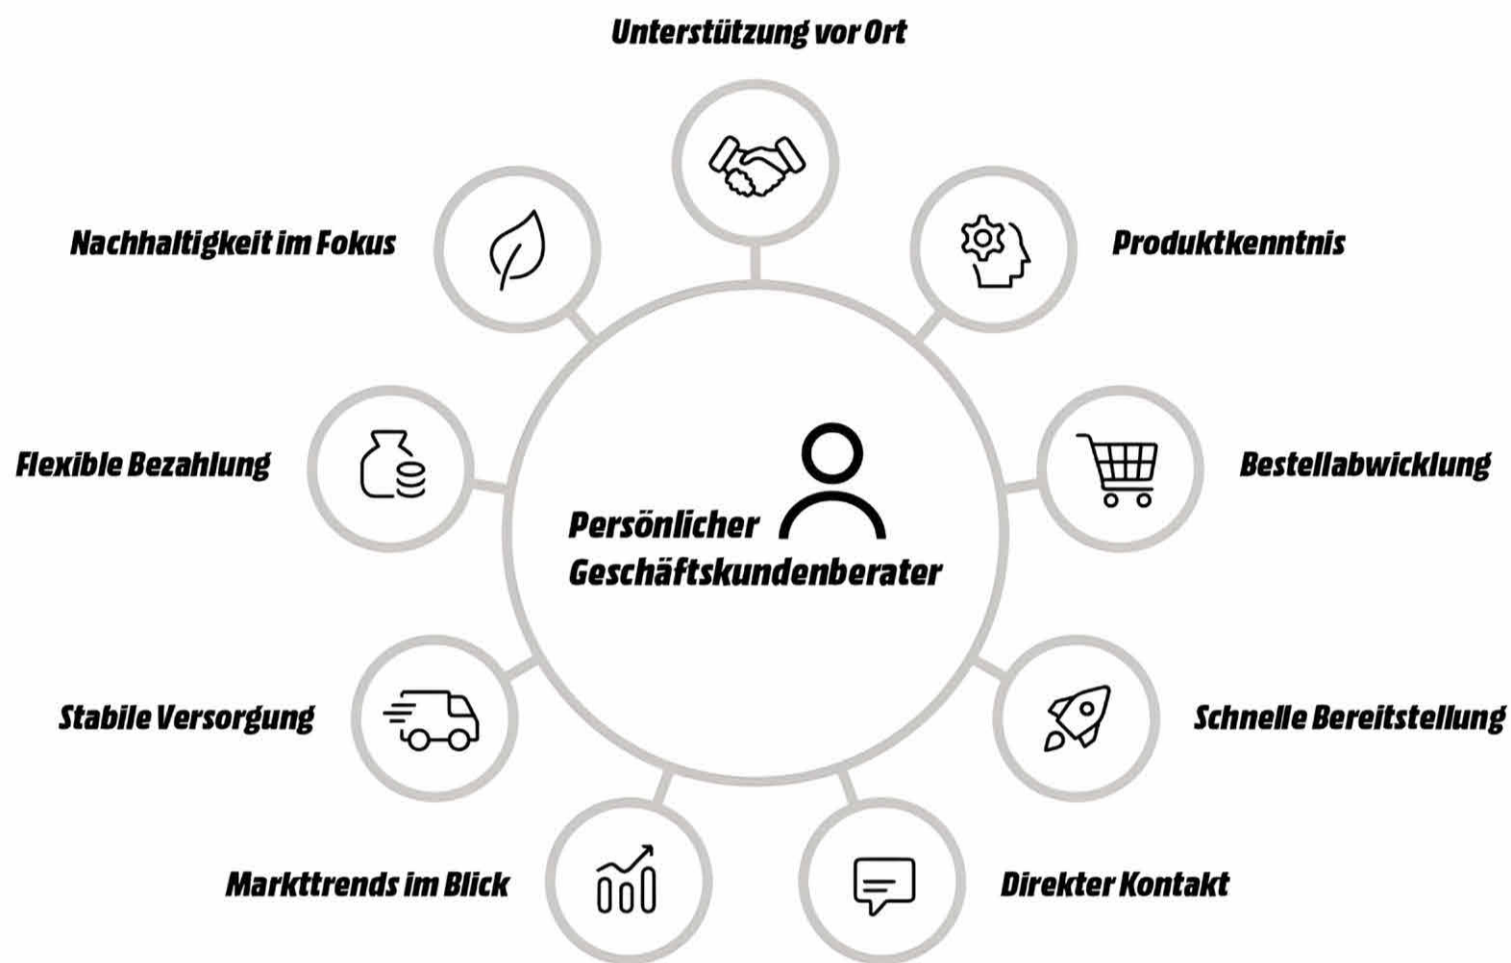 Unterstützung vor Ort
Nachhaltigkeit im Fokus
Produktkenntnis
Flexible Bezahlung
Bestellabwicklung
Persönlicher
Geschäftskundenberater
Stabile Versorgung
Schnelle Bereitstellung
Markttrends im Blick
Direkter Kontakt